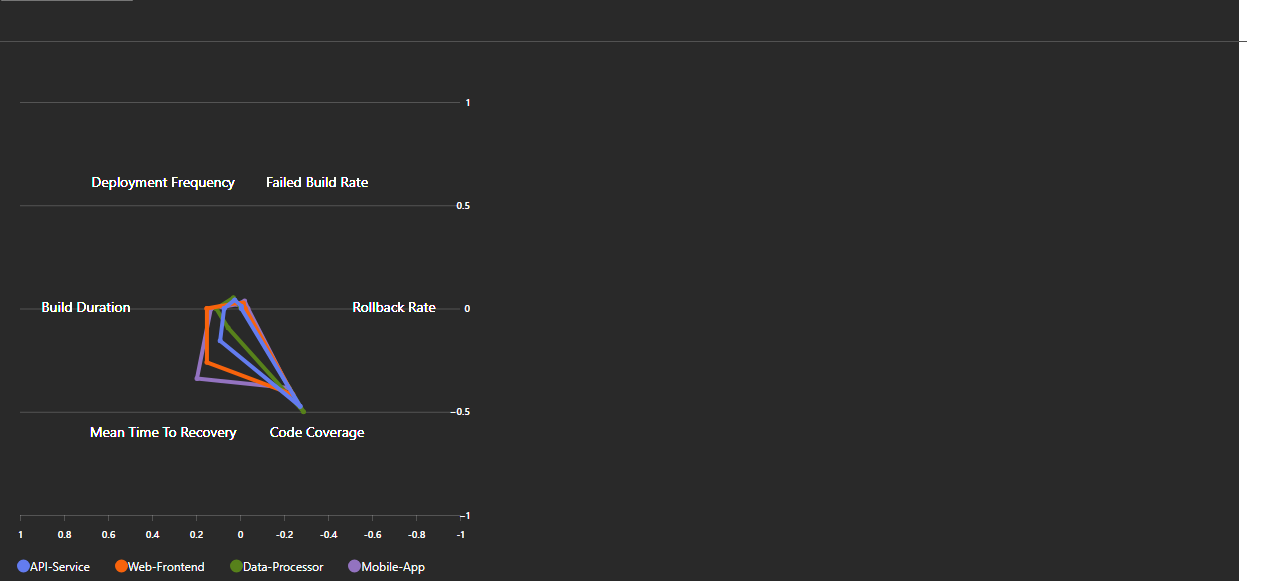 1
Deployment Frequency Failed Build Rate
0.5
Build Duration Rollback Rate 0
−0.5
Mean Time To Recovery Code Coverage
−1
1 0.8 0.6 0.4 0.2 0 -0.2 -0.4 -0.6 -0.8 -1
API-Service Web-Frontend Data-Processor Mobile-App